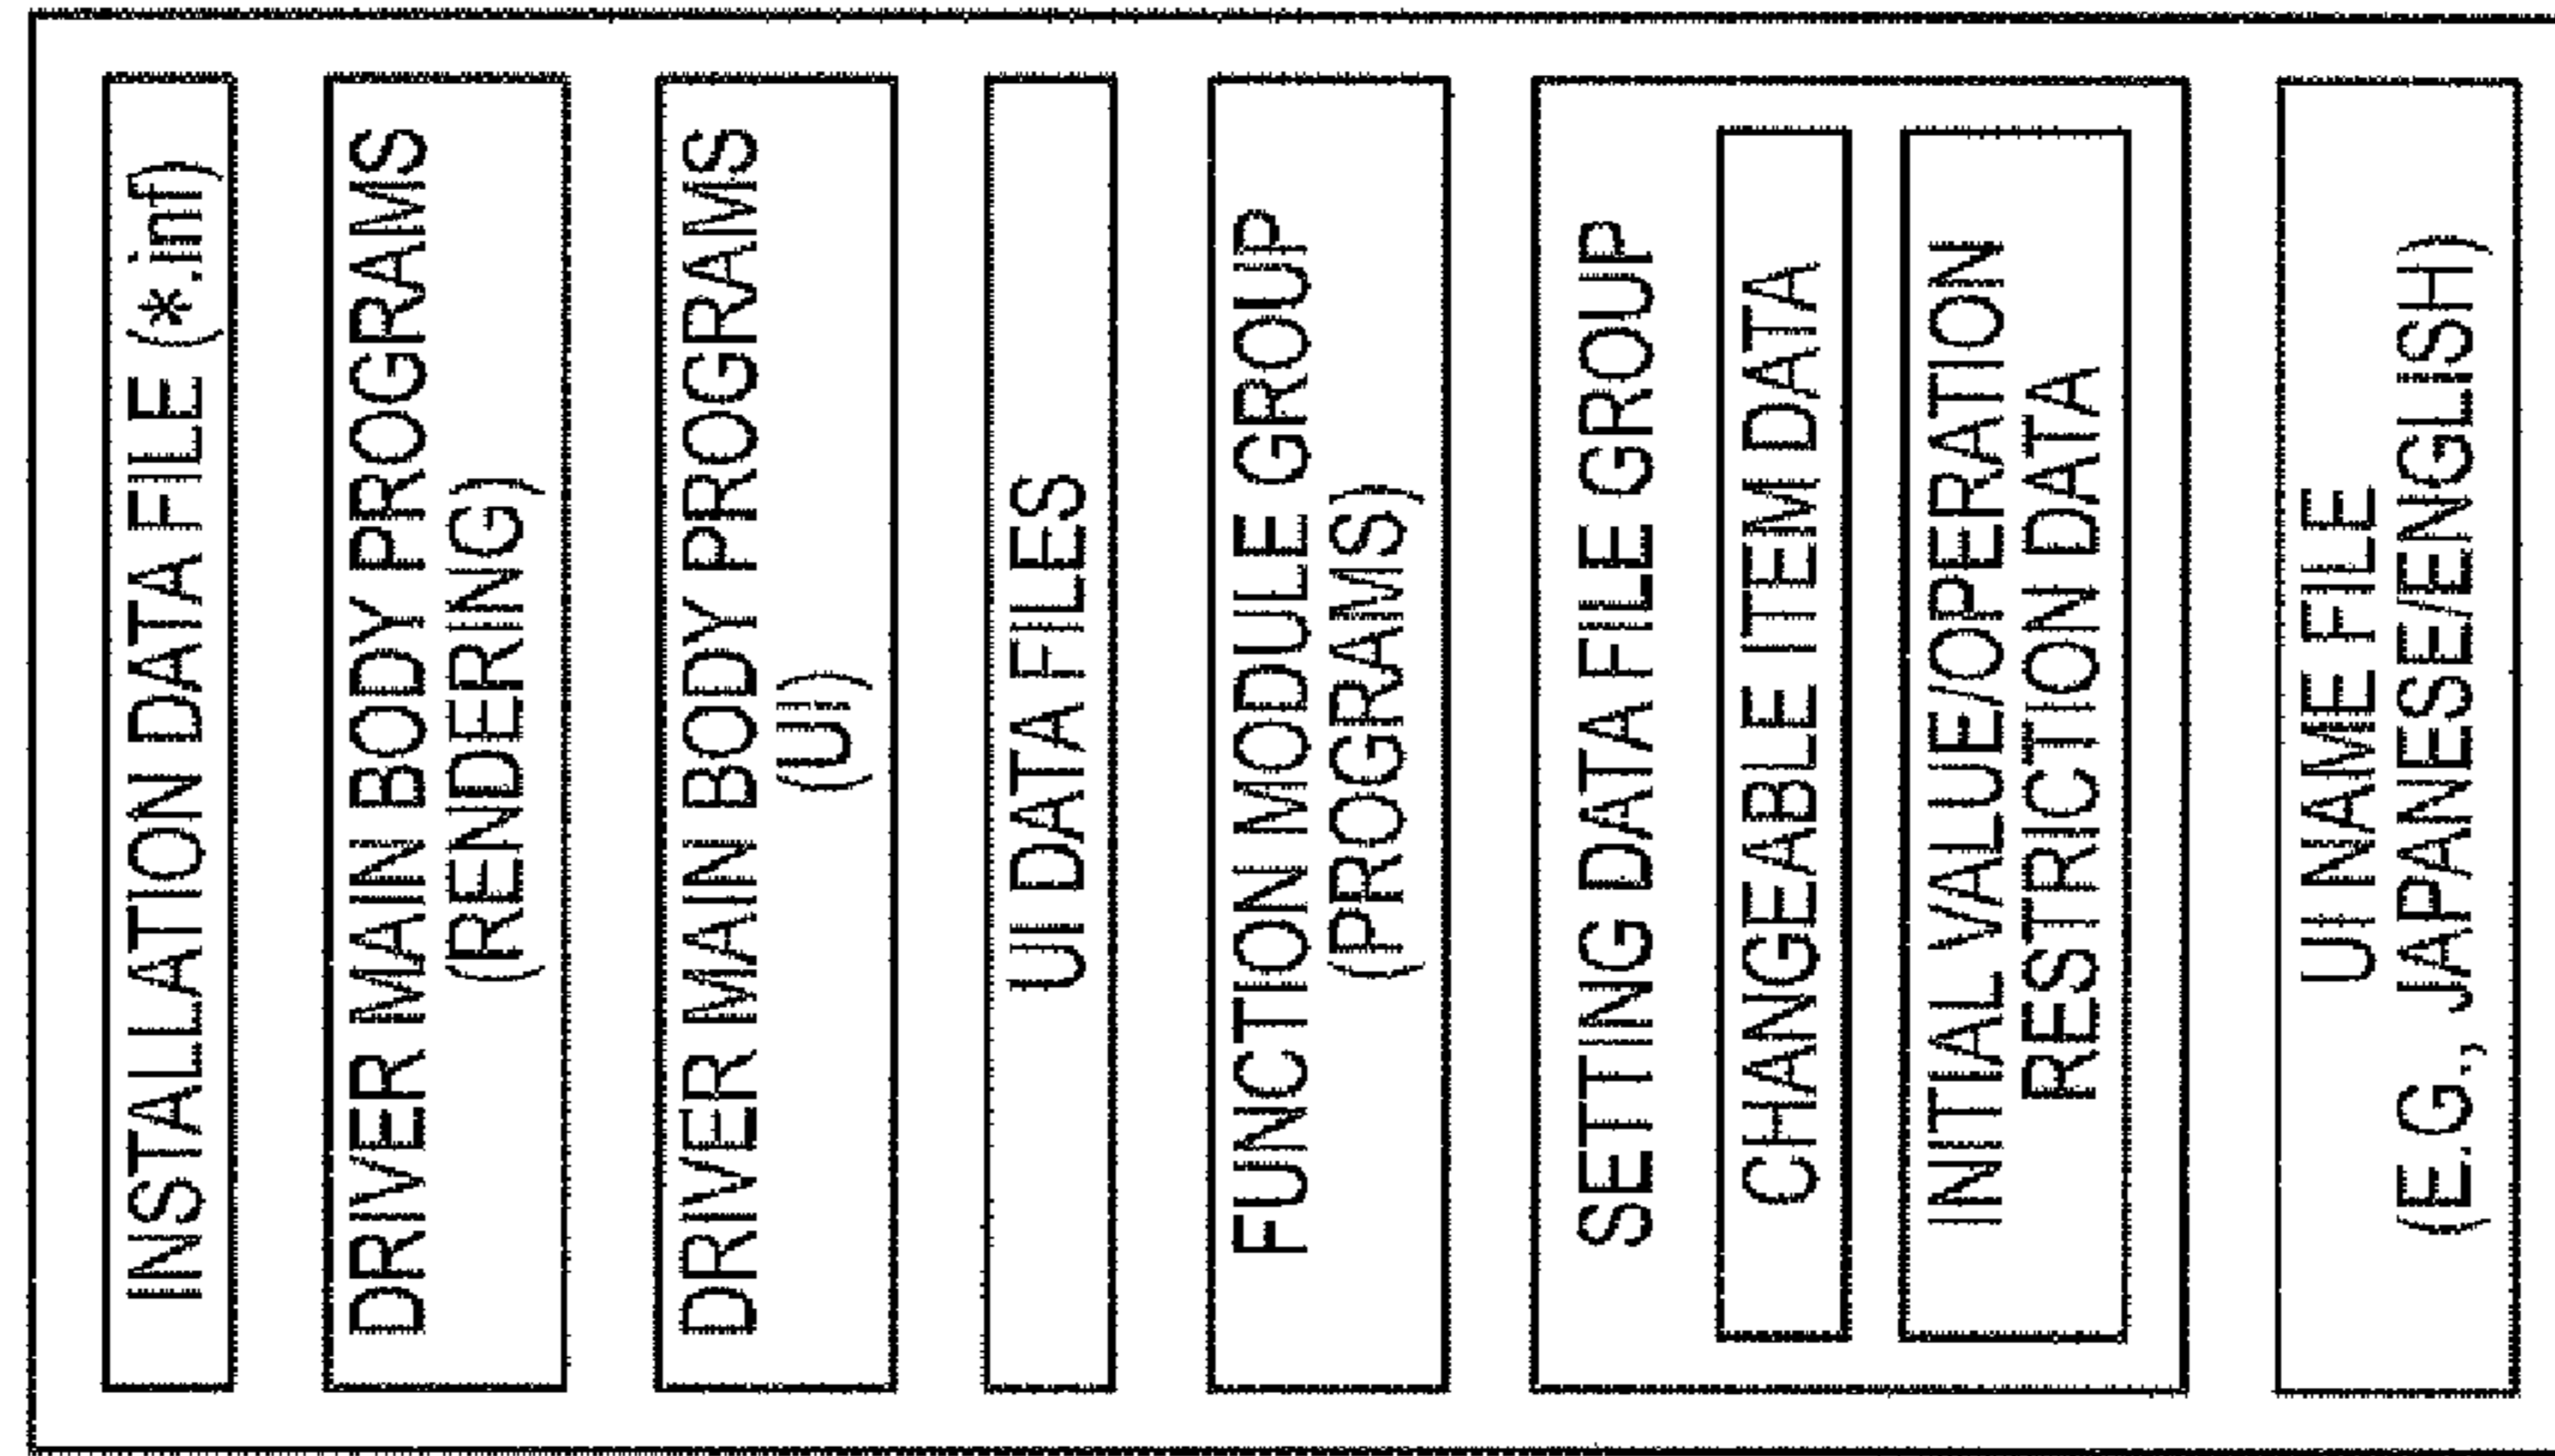 INSTALLATION DATA FILE (*.inf)
DRIVER MAIN BODY PROGRAMS
(RENDERING)
DRIVER MAIN BODY PROGRAMS
(UI)
UI DATA FILES
FUNCTION MODULE GROUP
(PROGRAMS)
SETTING DATA FILE GROUP
CHANGEABLE ITEM DATA
INITIAL VALUE/OPERATION
RESTRICTION DATA
UI NAME FILE
(E.G., JAPANESE/ENGLISH)